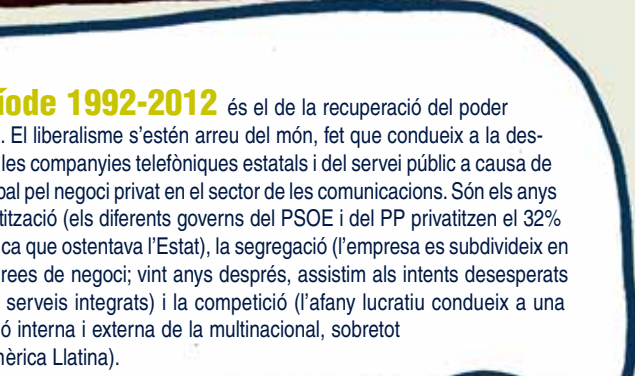 íode 1992-2012 és el de la recuperació del poder
. El liberalisme s’estén arreu del món, fet que condueix a la des-
les companyies telefòniques estatals i del servei públic a causa de
bal pel negoci privat en el sector de les comunicacions. Són els anys
tització (els diferents governs del PSOE i del PP privatitzen el 32%
ca que ostentava l’Estat), la segregació (l’empresa es subdivideix en
rees de negoci; vint anys després, assistim als intents desesperats
serveis integrats) i la competició (l’afany lucratiu condueix a una
ó interna i externa de la multinacional, sobretot
nèrica Llatina).